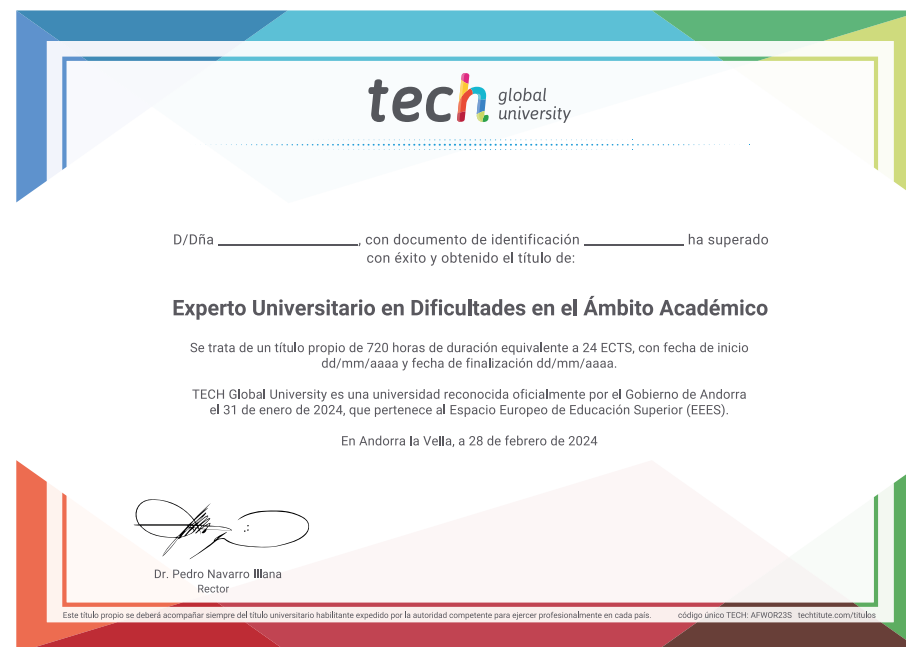 tech global university
D/Dña ____________________, con documento de identificación ______________ ha superado
con éxito y obtenido el título de:
Experto Universitario en Dificultades en el Ámbito Académico
Se trata de un título propio de 720 horas de duración equivalente a 24 ECTS, con fecha de inicio
dd/mm/aaaa y fecha de finalización dd/mm/aaaa.
TECH Global University es una universidad reconocida oficialmente por el Gobierno de Andorra
el 31 de enero de 2024, que pertenece al Espacio Europeo de Educación Superior (EEES).
En Andorra la Vella, a 28 de febrero de 2024
Dr. Pedro Navarro Illana
Rector
Este título propio se deberá acompañar siempre del título universitario habilitante expedido por la autoridad competente para ejercer profesionalmente en cada país. código único TECH: AFWOR23S techtitute.com/titulos